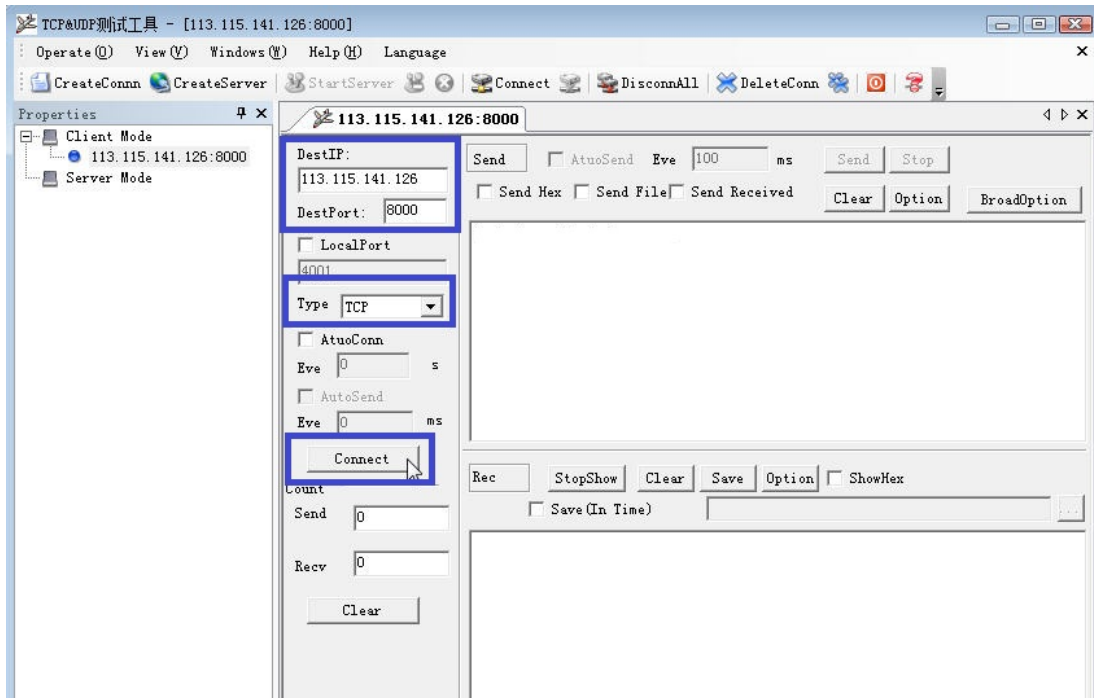 TCP&UDP测试工具 - [113.115.141.126:8000]
Operate(O) View(V) Windows(W) Help(H) Language
CreateConnn CreateServer StartServer Connect DisconnAll DeleteConn
Properties
113.115.141.126:8000
Client Mode
113.115.141.126:8000
Server Mode
DestIP:
113.115.141.126
DestPort: 8000
LocalPort
4001
Type TCP
AtuoConn
Eve 0 s
AutoSend
Eve 0 ms
Connect
Count
Send 0
Recv 0
Clear
Send AtuoSend Eve 100 ms Send Stop
Send Hex Send File Send Received Clear Option BroadOption
Rec StopShow Clear Save Option ShowHex
Save(In Time) ...